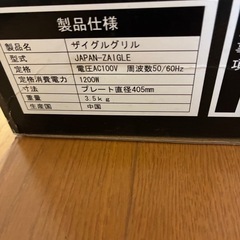 製品仕様
製品名 ザイグルグリル
型式 JAPAN-ZAIGLE
定格 電圧AC100V 周波数50/60Hz
定格消費電力 1200W
寸法 プレート直径405mm
重量 3.5kg
生産国 中国
項